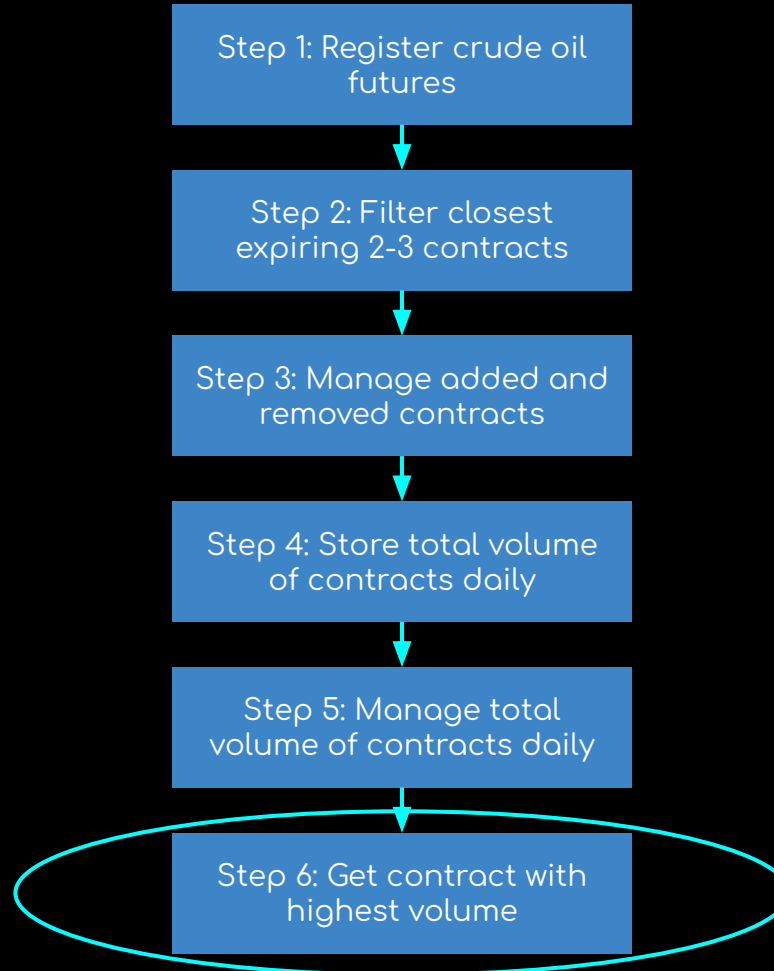 Step 1: Register crude oil
futures
Step 2: Filter closest
expiring 2-3 contracts
Step 3: Manage added and
removed contracts
Step 4: Store total volume
of contracts daily
Step 5: Manage total
volume of contracts daily
Step 6: Get contract with
highest volume